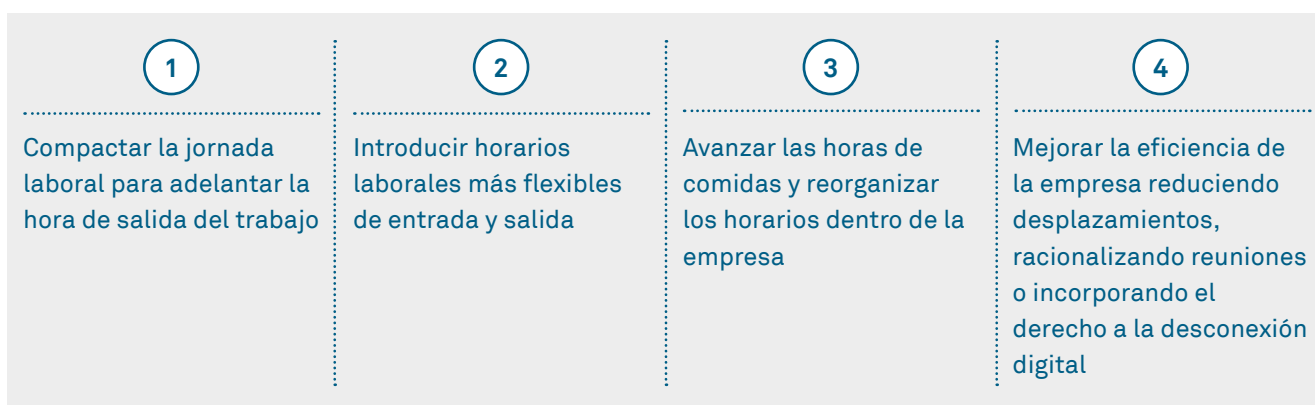 1
Compactar la jornada
laboral para adelantar la
hora de salida del trabajo
2
Introducir horarios
laborales más flexibles
de entrada y salida
3
Avanzar las horas de
comidas y reorganizar
los horarios dentro de la
empresa
4
Mejorar la eficiencia de
la empresa reduciendo
desplazamientos,
racionalizando reuniones
o incorporando el
derecho a la desconexión
digital